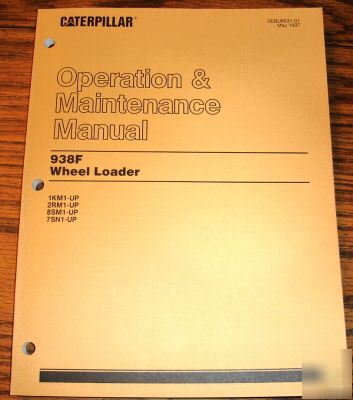 CATERPILLAR®
SEBU6631-01
May 1997
Operation &
Maintenance
Manual
938F
Wheel Loader
1KM1-UP
2RM1-UP
8SM1-UP
7SN1-UP